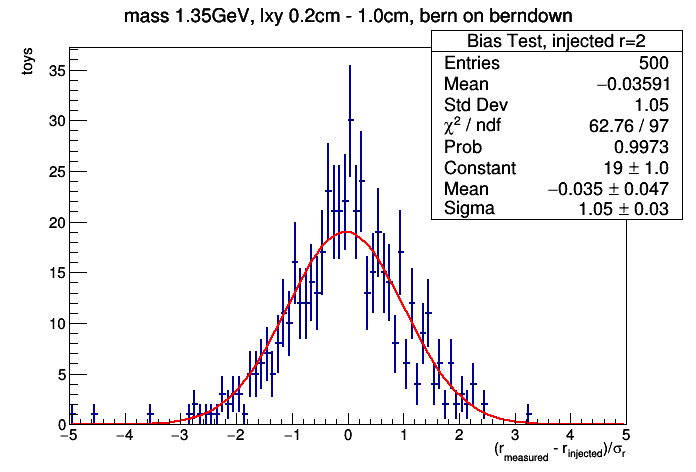 mass 1.35GeV, lxy 0.2cm - 1.0cm, bern on berndown
Bias Test, injected r=2
Entries 500
Mean −0.03591
Std Dev 1.05
χ² / ndf 62.76 / 97
Prob 0.9973
Constant 19 ± 1.0
Mean −0.035 ± 0.047
Sigma 1.05 ± 0.03
toys
35
30
25
20
15
10
5
0
−5 −4 −3 −2 −1 0 1 2 3 4 5
(r_measured - r_injected)/σ_r